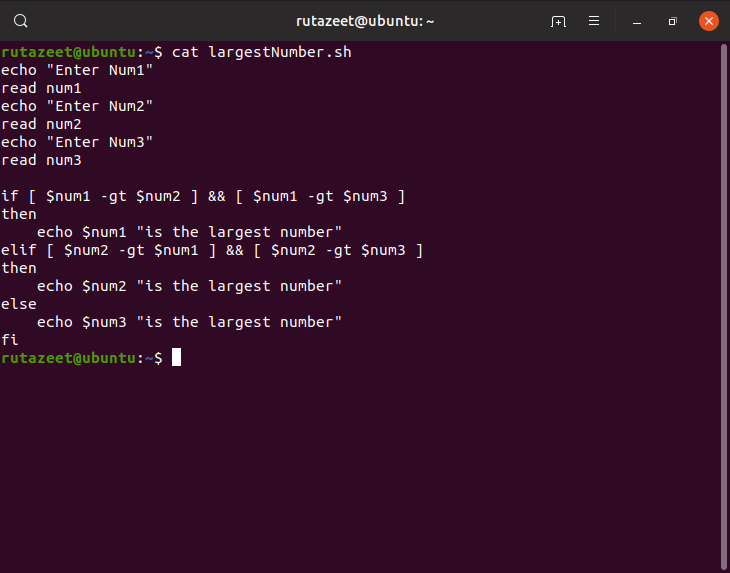 rutazeet@ubuntu: ~
rutazeet@ubuntu:~$ cat largestNumber.sh
echo "Enter Num1"
read num1
echo "Enter Num2"
read num2
echo "Enter Num3"
read num3

if [ $num1 -gt $num2 ] && [ $num1 -gt $num3 ]
then
    echo $num1 "is the largest number"
elif [ $num2 -gt $num1 ] && [ $num2 -gt $num3 ]
then
    echo $num2 "is the largest number"
else
    echo $num3 "is the largest number"
fi
rutazeet@ubuntu:~$